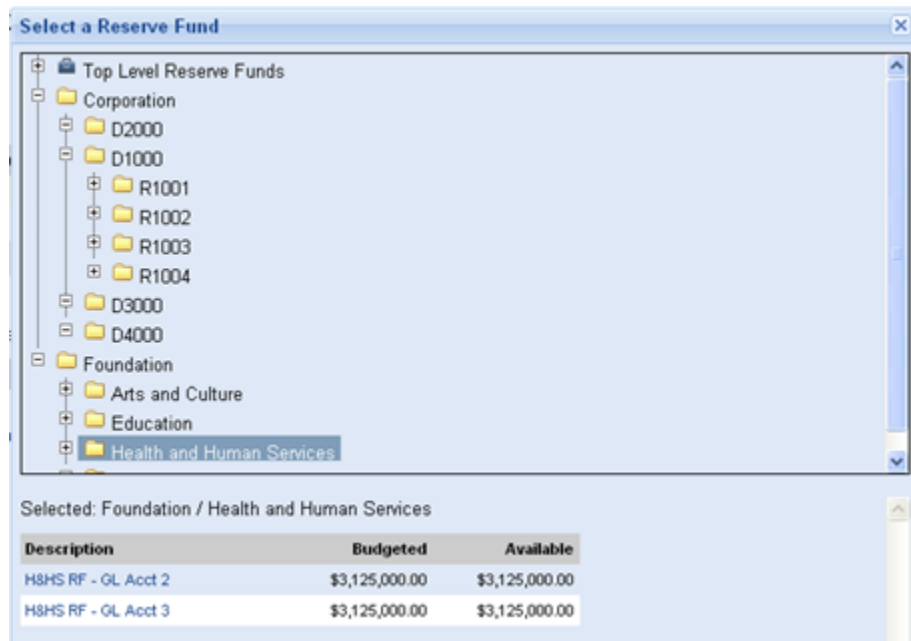 Select a Reserve Fund
Top Level Reserve Funds
Corporation
D2000
D1000
R1001
R1002
R1003
R1004
D3000
D4000
Foundation
Arts and Culture
Education
Health and Human Services
Selected: Foundation / Health and Human Services
Description Budgeted Available
H&HS RF - GL Acct 2 $3,125,000.00 $3,125,000.00
H&HS RF - GL Acct 3 $3,125,000.00 $3,125,000.00